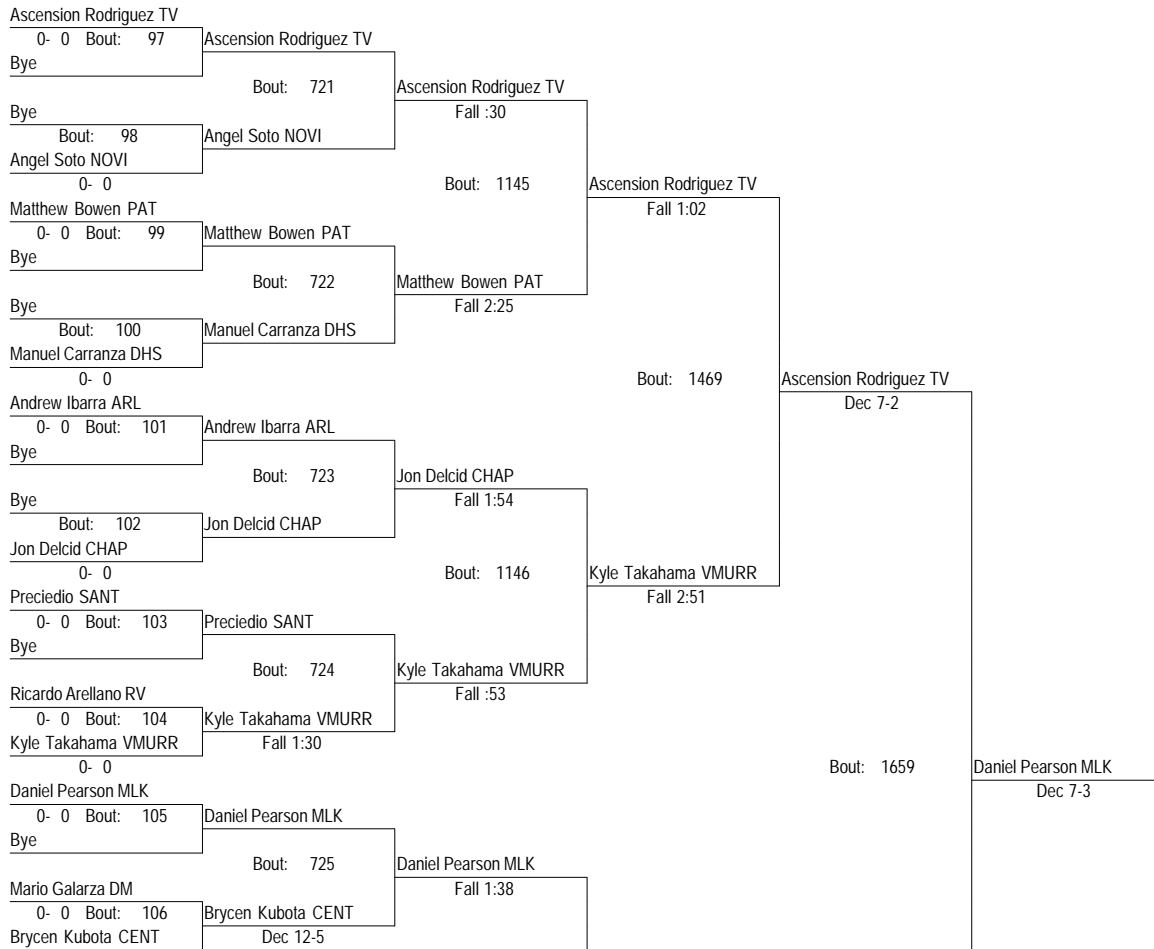 Ascension Rodriguez TV
0- 0 Bout: 97 Ascension Rodriguez TV
Bye
Bout: 721 Ascension Rodriguez TV
Bye Fall :30
Bout: 98 Angel Soto NOVI
Angel Soto NOVI
0- 0 Bout: 1145 Ascension Rodriguez TV
Matthew Bowen PAT Fall 1:02
0- 0 Bout: 99 Matthew Bowen PAT
Bye
Bout: 722 Matthew Bowen PAT
Bye Fall 2:25
Bout: 100 Manuel Carranza DHS
Manuel Carranza DHS
0- 0 Bout: 1469 Ascension Rodriguez TV
Andrew Ibarra ARL Dec 7-2
0- 0 Bout: 101 Andrew Ibarra ARL
Bye
Bout: 723 Jon Delcid CHAP
Bye Fall 1:54
Bout: 102 Jon Delcid CHAP
Jon Delcid CHAP
0- 0 Bout: 1146 Kyle Takahama VMURR
Preciedio SANT Fall 2:51
0- 0 Bout: 103 Preciedio SANT
Bye
Bout: 724 Kyle Takahama VMURR
Ricardo Arellano RV Fall :53
0- 0 Bout: 104 Kyle Takahama VMURR
Kyle Takahama VMURR Fall 1:30
0- 0 Bout: 1659 Daniel Pearson MLK
Daniel Pearson MLK Dec 7-3
0- 0 Bout: 105 Daniel Pearson MLK
Bye
Bout: 725 Daniel Pearson MLK
Mario Galarza DM Fall 1:38
0- 0 Bout: 106 Brycen Kubota CENT
Brycen Kubota CENT Dec 12-5